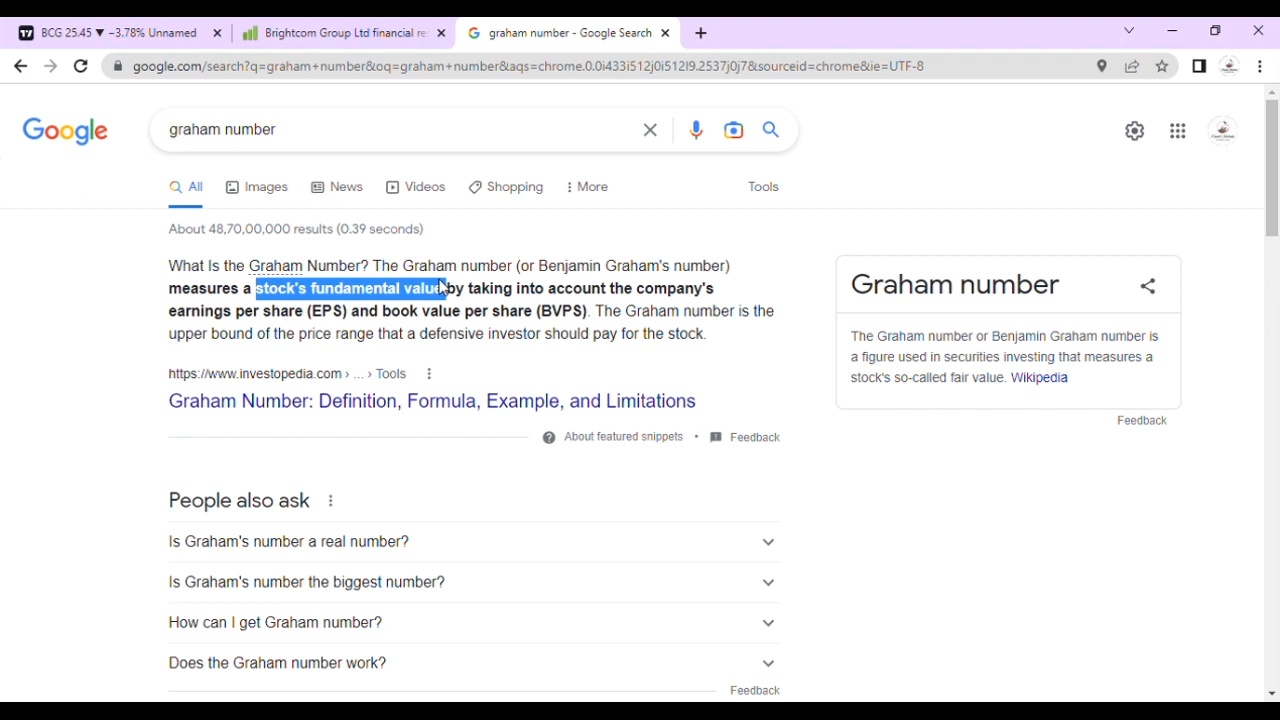 BCG 25.45 ▼ −3.78% Unnamed
Brightcom Group Ltd financial re
graham number - Google Search
google.com/search?q=graham+number&oq=graham+number&aqs=chrome.0.0i433i512j0i512l9.2537j0j7&sourceid=chrome&ie=UTF-8
Google
graham number
All Images News Videos Shopping More Tools
About 48,70,00,000 results (0.39 seconds)
What Is the Graham Number? The Graham number (or Benjamin Graham's number)
measures a stock's fundamental value by taking into account the company's
earnings per share (EPS) and book value per share (BVPS). The Graham number is the
upper bound of the price range that a defensive investor should pay for the stock.
https://www.investopedia.com › ... › Tools
Graham Number: Definition, Formula, Example, and Limitations
About featured snippets • Feedback
Graham number
The Graham number or Benjamin Graham number is
a figure used in securities investing that measures a
stock's so-called fair value. Wikipedia
Feedback
People also ask
Is Graham's number a real number?
Is Graham's number the biggest number?
How can I get Graham number?
Does the Graham number work?
Feedback